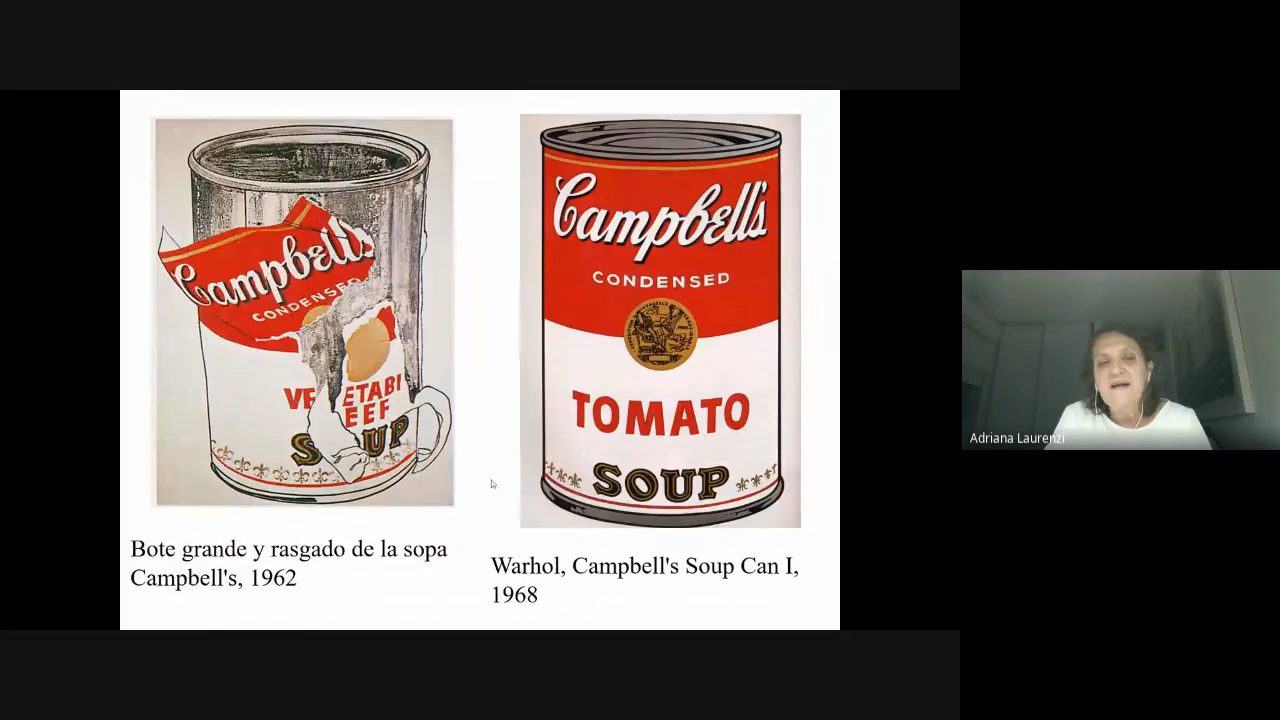 Campbell's
CONDENSED
VE ETABL
EEF
S UP
Bote grande y rasgado de la sopa
Campbell's, 1962
Campbell's
CONDENSED
TOMATO
SOUP
Warhol, Campbell's Soup Can I,
1968
Adriana Laurenzi